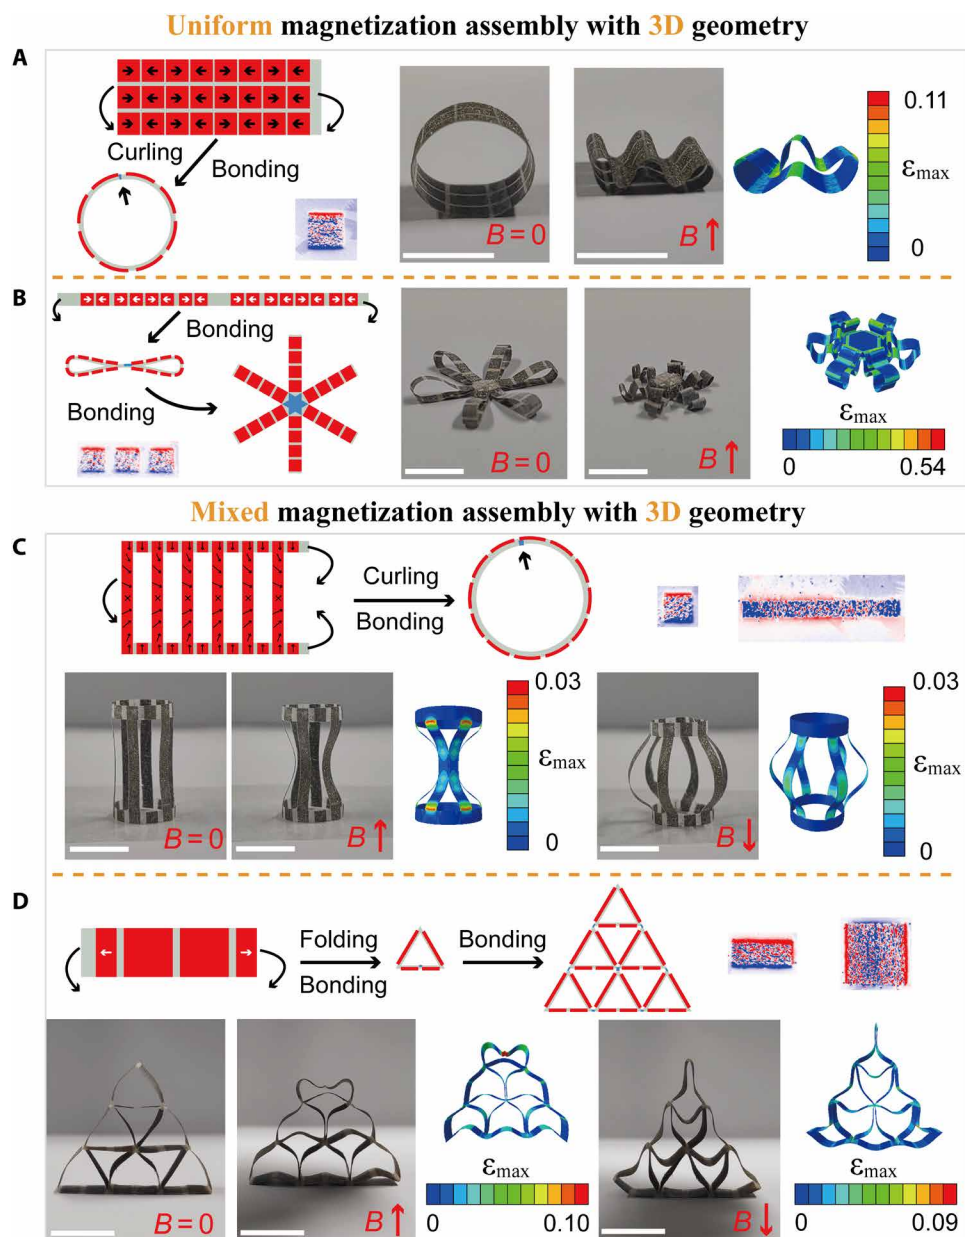 Uniform magnetization assembly with 3D geometry
A
Curling
Bonding
B = 0
B ↑
0.11
εmax
0
B
Bonding
Bonding
B = 0
B ↑
εmax
0 0.54
Mixed magnetization assembly with 3D geometry
C
Curling
Bonding
B = 0
B ↑
0.03
εmax
0
B ↓
0.03
εmax
0
D
Folding
Bonding
Bonding
B = 0
B ↑
εmax
0 0.10
B ↓
εmax
0 0.09